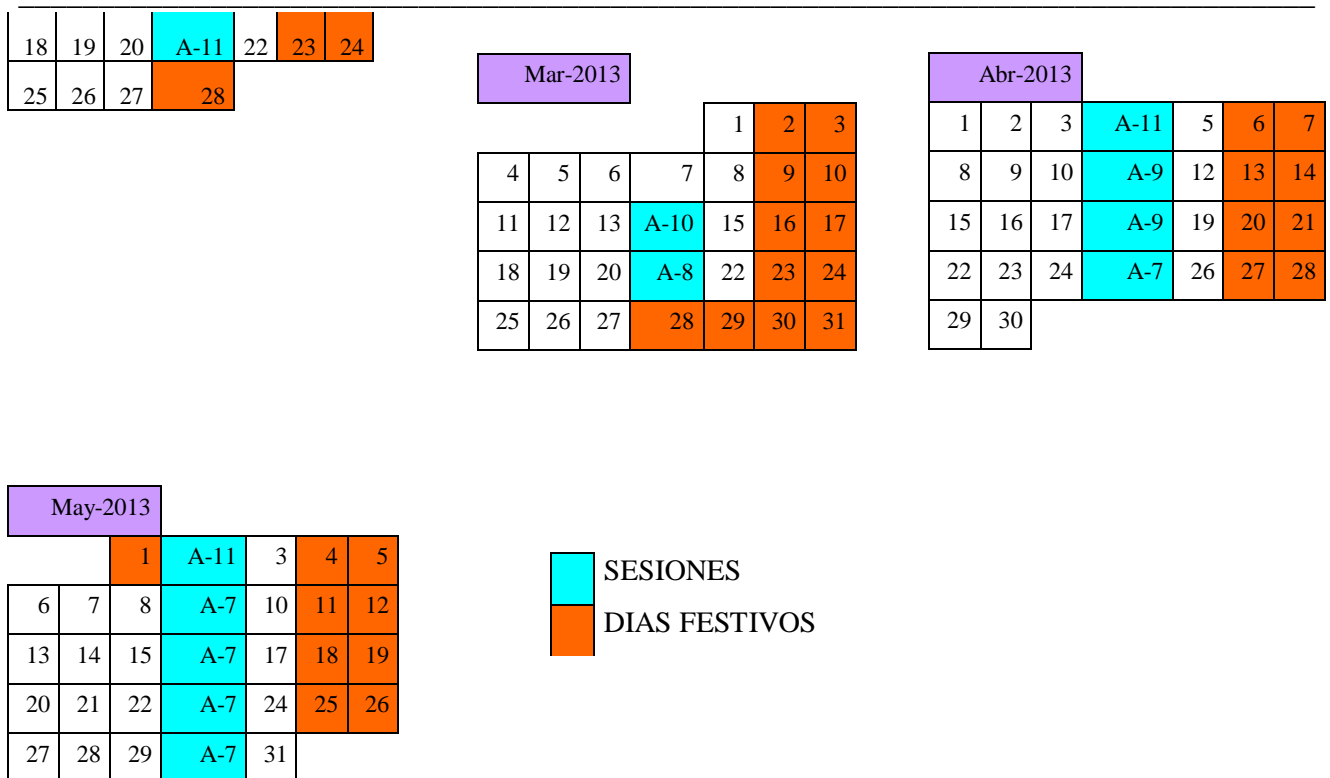 18 19 20 A-11 22 23 24
25 26 27 28
Mar-2013
1 2 3
4 5 6 7 8 9 10
11 12 13 A-10 15 16 17
18 19 20 A-8 22 23 24
25 26 27 28 29 30 31
Abr-2013
1 2 3 A-11 5 6 7
8 9 10 A-9 12 13 14
15 16 17 A-9 19 20 21
22 23 24 A-7 26 27 28
29 30
May-2013
1 A-11 3 4 5
6 7 8 A-7 10 11 12
13 14 15 A-7 17 18 19
20 21 22 A-7 24 25 26
27 28 29 A-7 31
SESIONES
DIAS FESTIVOS